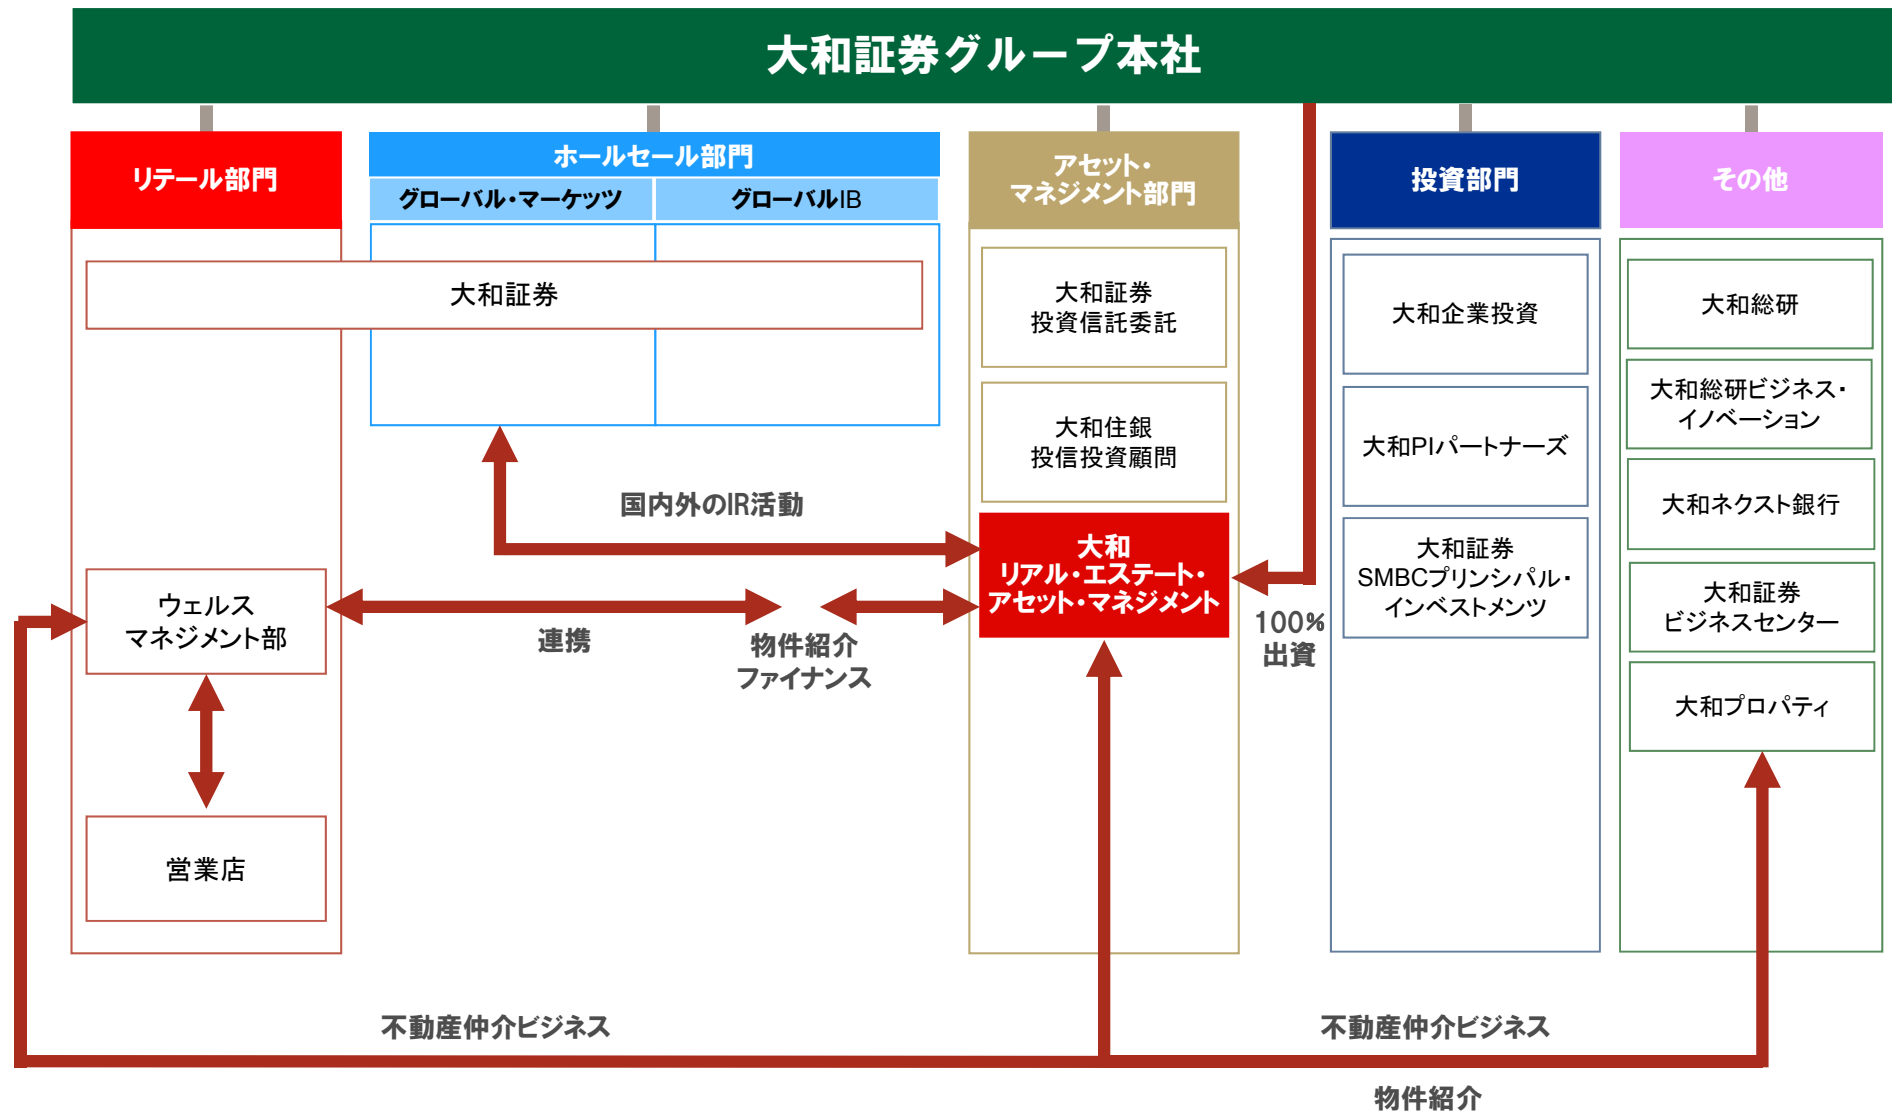 大和証券グループ本社
リテール部門
ホールセール部門
グローバル・マーケッツ
グローバルIB
アセット・
マネジメント部門
投資部門
その他
大和証券
大和証券
投資信託委託
大和住銀
投信投資顧問
大和
リアル・エステート・
アセット・マネジメント
大和企業投資
大和PIパートナーズ
大和証券
SMBCプリンシパル・
インベストメンツ
大和総研
大和総研ビジネス・
イノベーション
大和ネクスト銀行
大和証券
ビジネスセンター
大和プロパティ
国内外のIR活動
ウェルス
マネジメント部
連携
物件紹介
ファイナンス
100%
出資
営業店
不動産仲介ビジネス
不動産仲介ビジネス
物件紹介